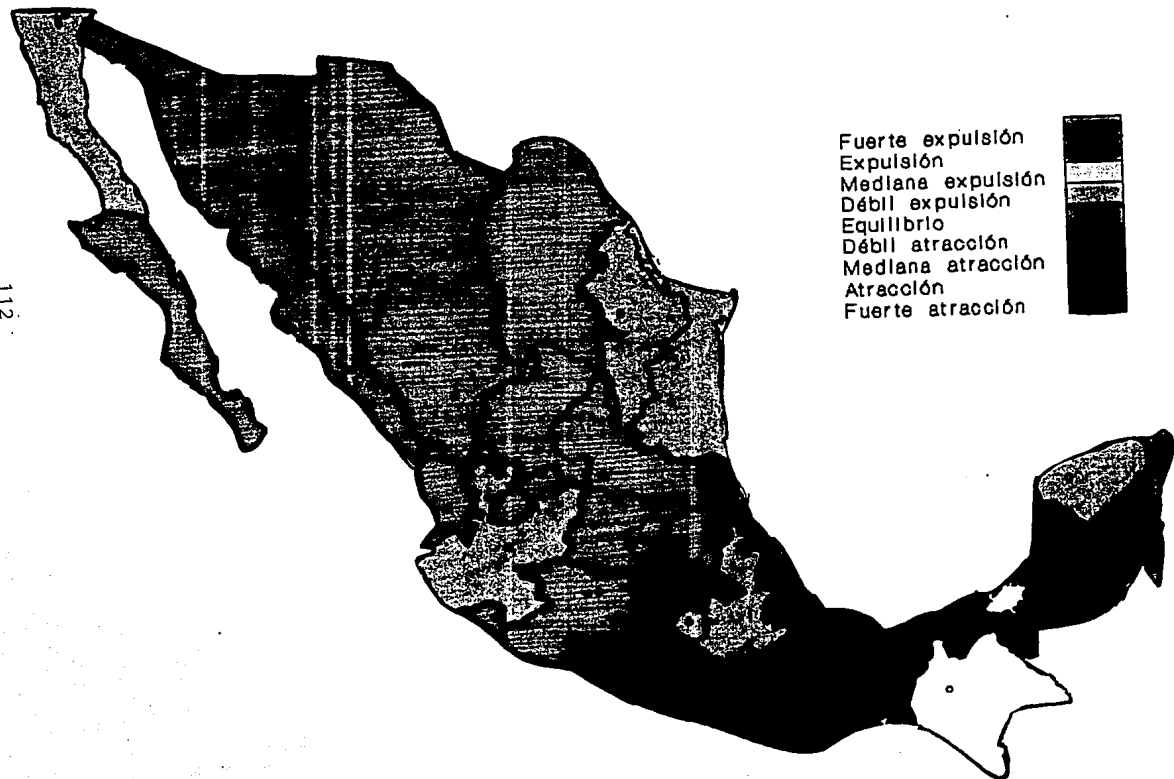 Fuerte expulsión
Expulsión
Mediana expulsión
Débil expulsión
Equilibrio
Débil atracción
Mediana atracción
Atracción
Fuerte atracción
112